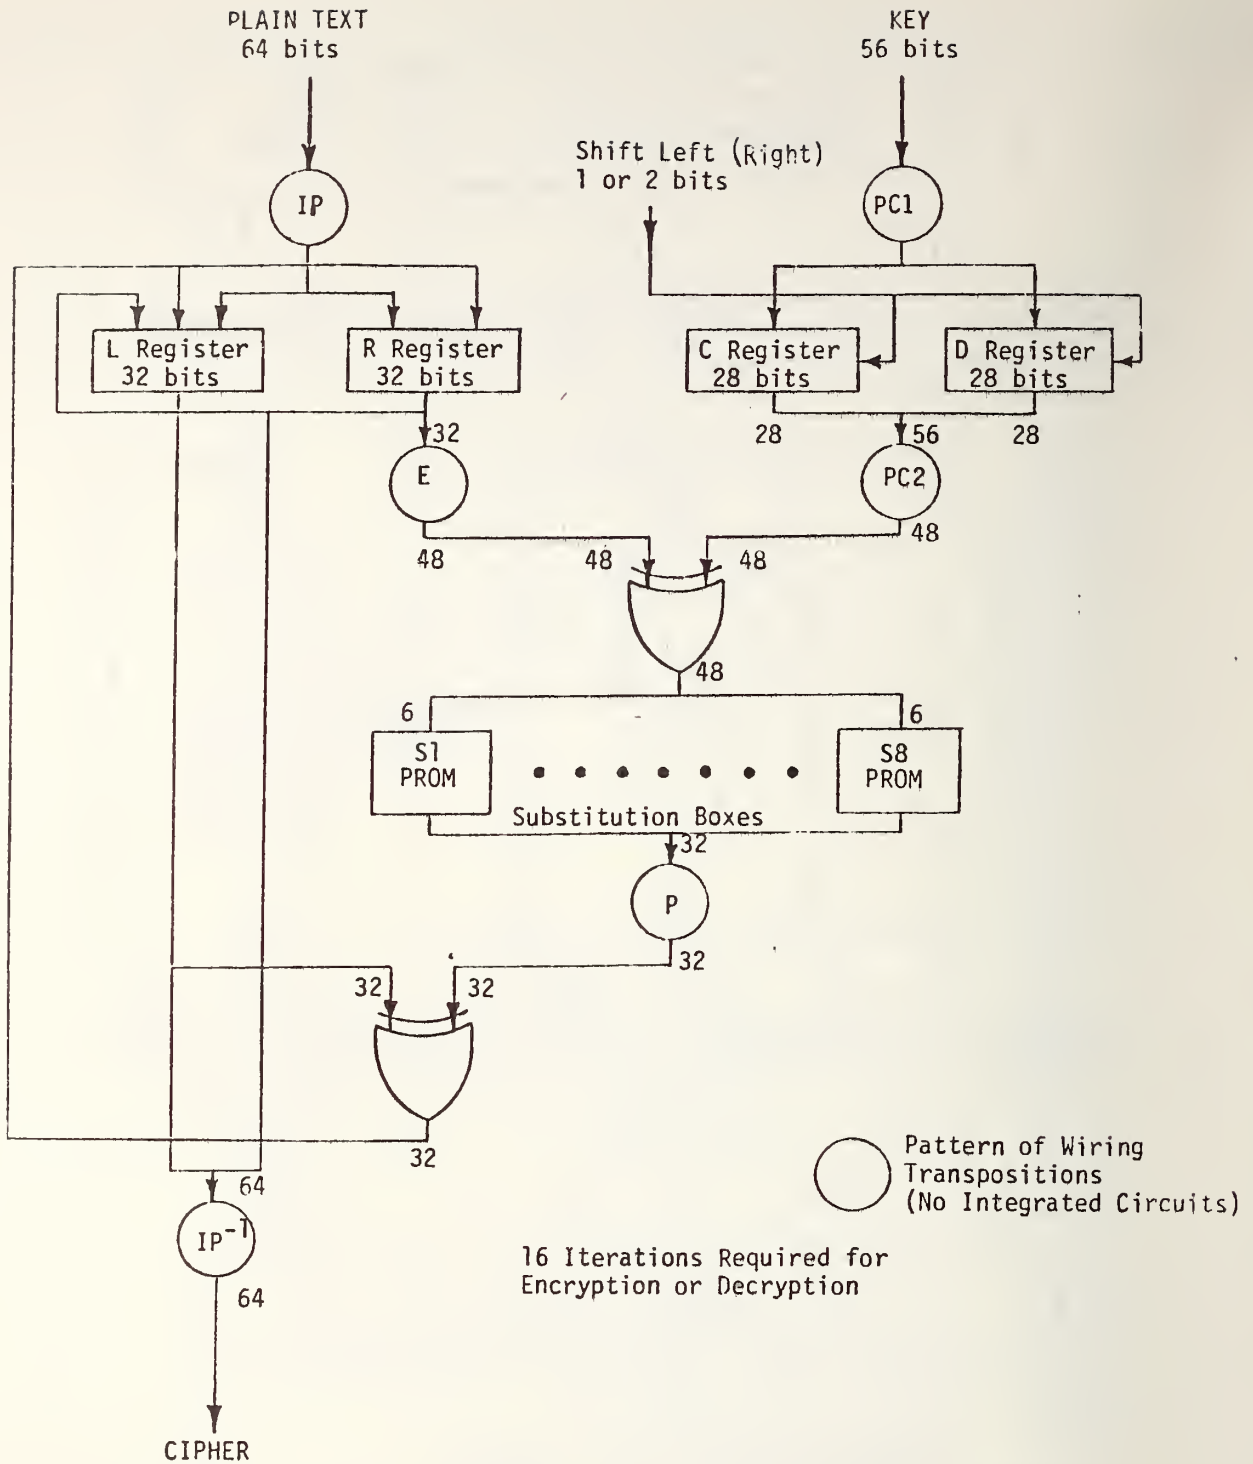 PLAIN TEXT
64 bits
KEY
56 bits
Shift Left (Right)
1 or 2 bits
IP
PC1
L Register
32 bits
R Register
32 bits
C Register
28 bits
D Register
28 bits
32
28
56
28
E
PC2
48
48
48
48
48
6
6
S1
PROM
S8
PROM
Substitution Boxes
32
P
32
32
32
32
64
IP-1
64
CIPHER
Pattern of Wiring
Transpositions
(No Integrated Circuits)
16 Iterations Required for
Encryption or Decryption